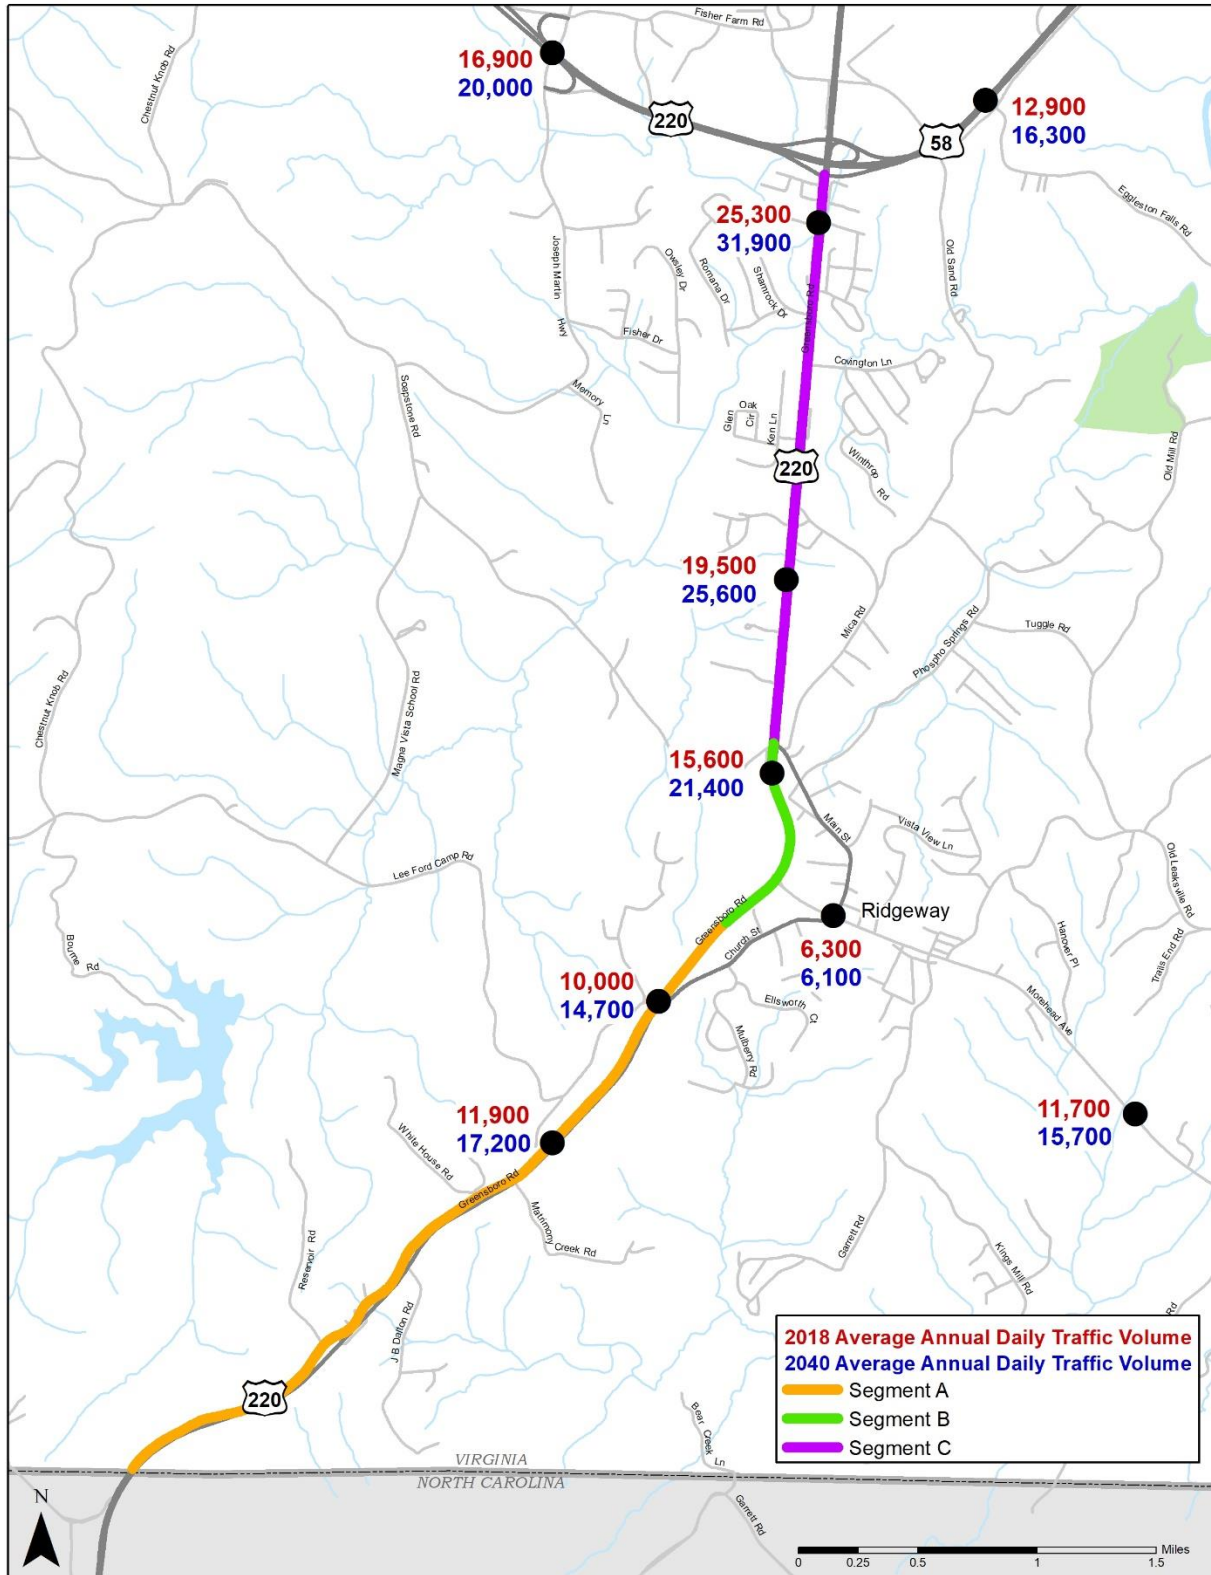 Fisher Farm Rd
Chestnut Knob Rd
16,900
20,000
220
58
12,900
16,300
Eggleston Falls Rd
25,300
31,900
Joseph Martin
Hwy
Owsley Dr
Romana Dr
Shamrock Dr
Greensboro Rd
Old Sand Rd
Fisher Dr
Covington Ln
Soapstone Rd
Memory
Ln
Glen
Oak
Cir
Ken Ln
220
Winthrop
Rd
Old Mill Rd
19,500
25,600
Mica Rd
Phospho Springs Rd
Tuggle Rd
Chestnut Knob Rd
Magna Vista School Rd
15,600
21,400
Main St
Vista View Ln
Lee Ford Camp Rd
Old Leaksville Rd
Greensboro Rd
Church St
Ridgeway
6,300
6,100
Bourne
Rd
Hanover Pl
Trails End Rd
10,000
14,700
Ellsworth
Ct
Mulberry Rd
Morehead Ave
11,900
17,200
11,700
15,700
White House Rd
Greensboro Rd
Matrimony
Creek Rd
Reservoir Rd
Garrett Rd
Kings Mill Rd
Rd
J B Dalton Rd
220
2018 Average Annual Daily Traffic Volume
2040 Average Annual Daily Traffic Volume
Segment A
Segment B
Segment C
Bear Creek
Ln
VIRGINIA
NORTH CAROLINA
Garrett Rd
N
Miles
0 0.25 0.5 1 1.5